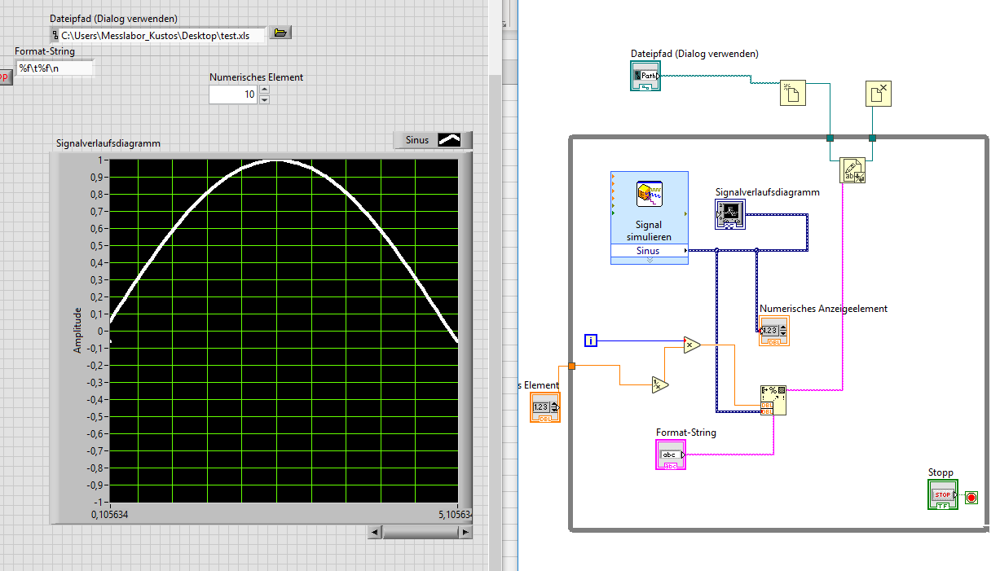 Dateipfad (Dialog verwenden)
C:\Users\Messlabor_Kustos\Desktop\test.xls
Format-String
%f\t%f\n
Numerisches Element
10
Signalverlaufsdiagramm
Sinus
Amplitude
1
0,9
0,8
0,7
0,6
0,5
0,4
0,3
0,2
0,1
0
-0,1
-0,2
-0,3
-0,4
-0,5
-0,6
-0,7
-0,8
-0,9
-1
0,105634
5,105634
Dateipfad (Dialog verwenden)
Path
Signal
simulieren
Sinus
Signalverlaufsdiagramm
Numerisches Anzeigeelement
1.23
DBL
i
x
s Element
1.23
DBL
DBL
DBL
Format-String
abc
abc
Stopp
STOP
TF